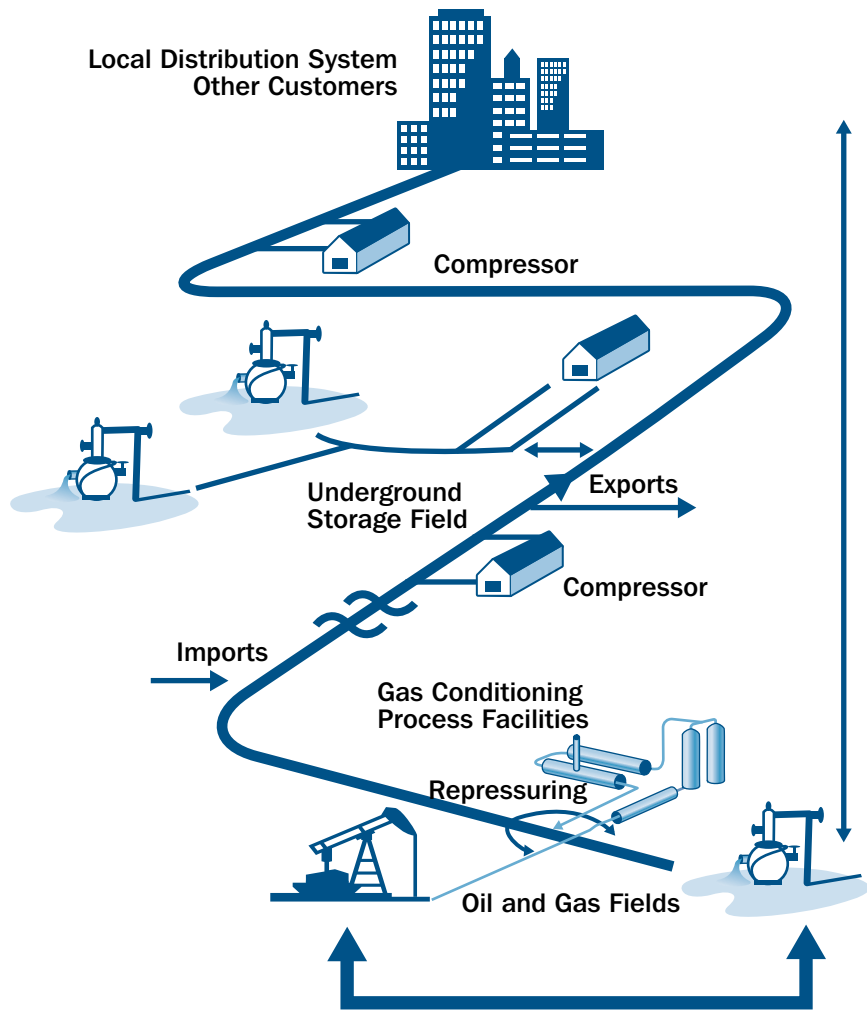 Local Distribution System
Other Customers
Compressor
Underground
Storage Field
Exports
Compressor
Imports
Gas Conditioning
Process Facilities
Repressuring
Oil and Gas Fields